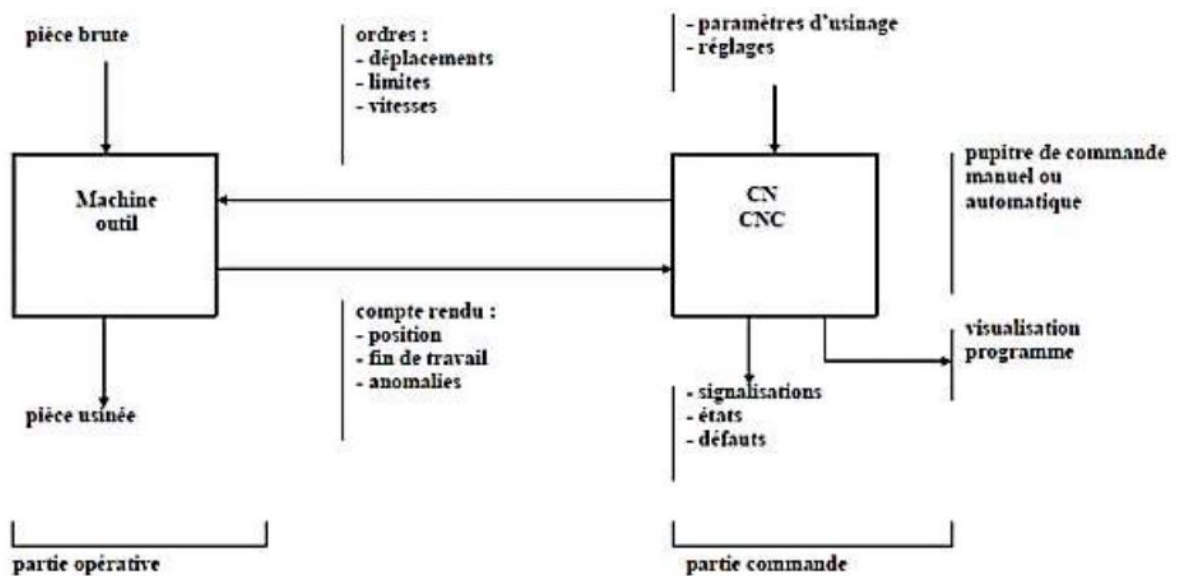 pièce brute
ordres :
- déplacements
- limites
- vitesses
- paramètres d'usinage
- réglages
Machine
outil
CN
CNC
pupitre de commande
manuel ou
automatique
compte rendu :
- position
- fin de travail
- anomalies
visualisation
programme
pièce usinée
- signalisations
- états
- défauts
partie opérative
partie commande